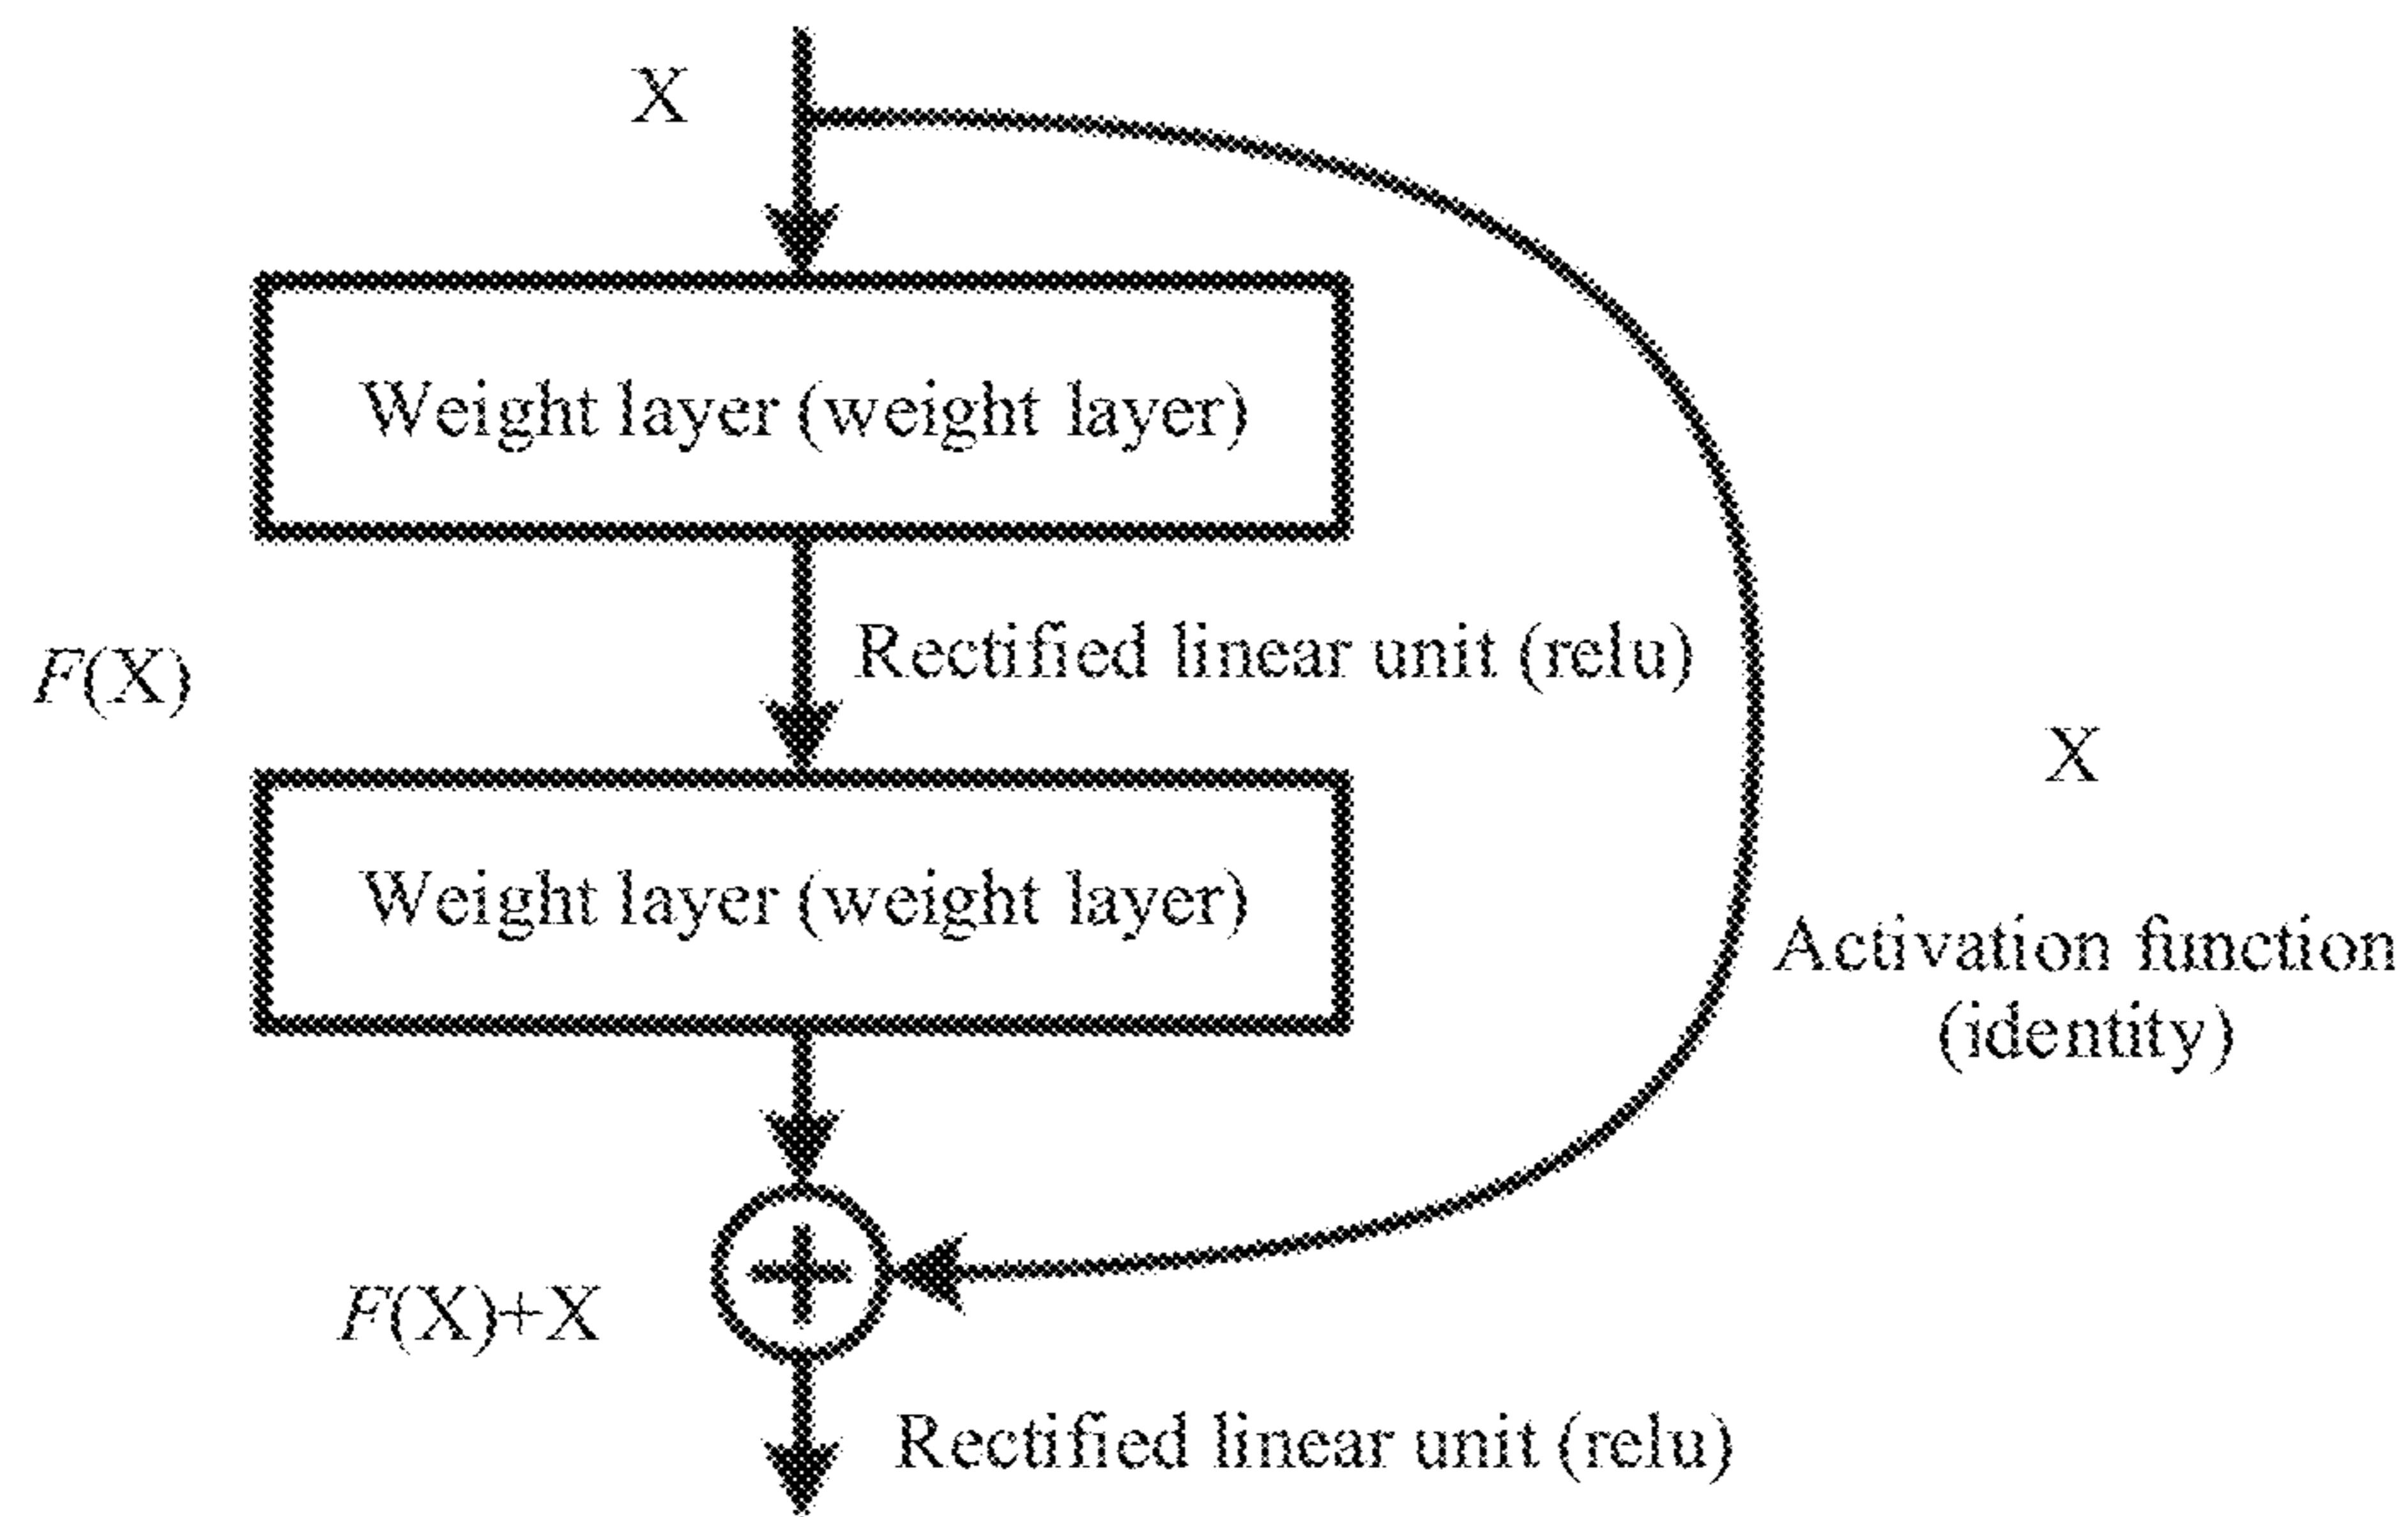 X
Weight layer (weight layer)
Rectified linear unit (relu)
F(X)
X
Weight layer (weight layer)
Activation function
(identity)
F(X)+X
Rectified linear unit (relu)